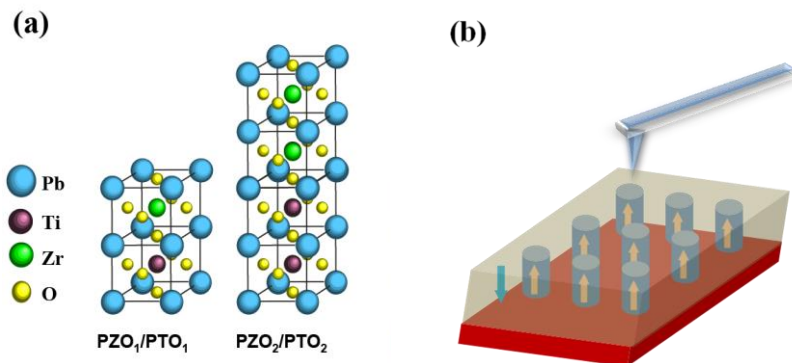 (a)
(b)
Pb
Ti
Zr
O
PZO₁/PTO₁
PZO₂/PTO₂